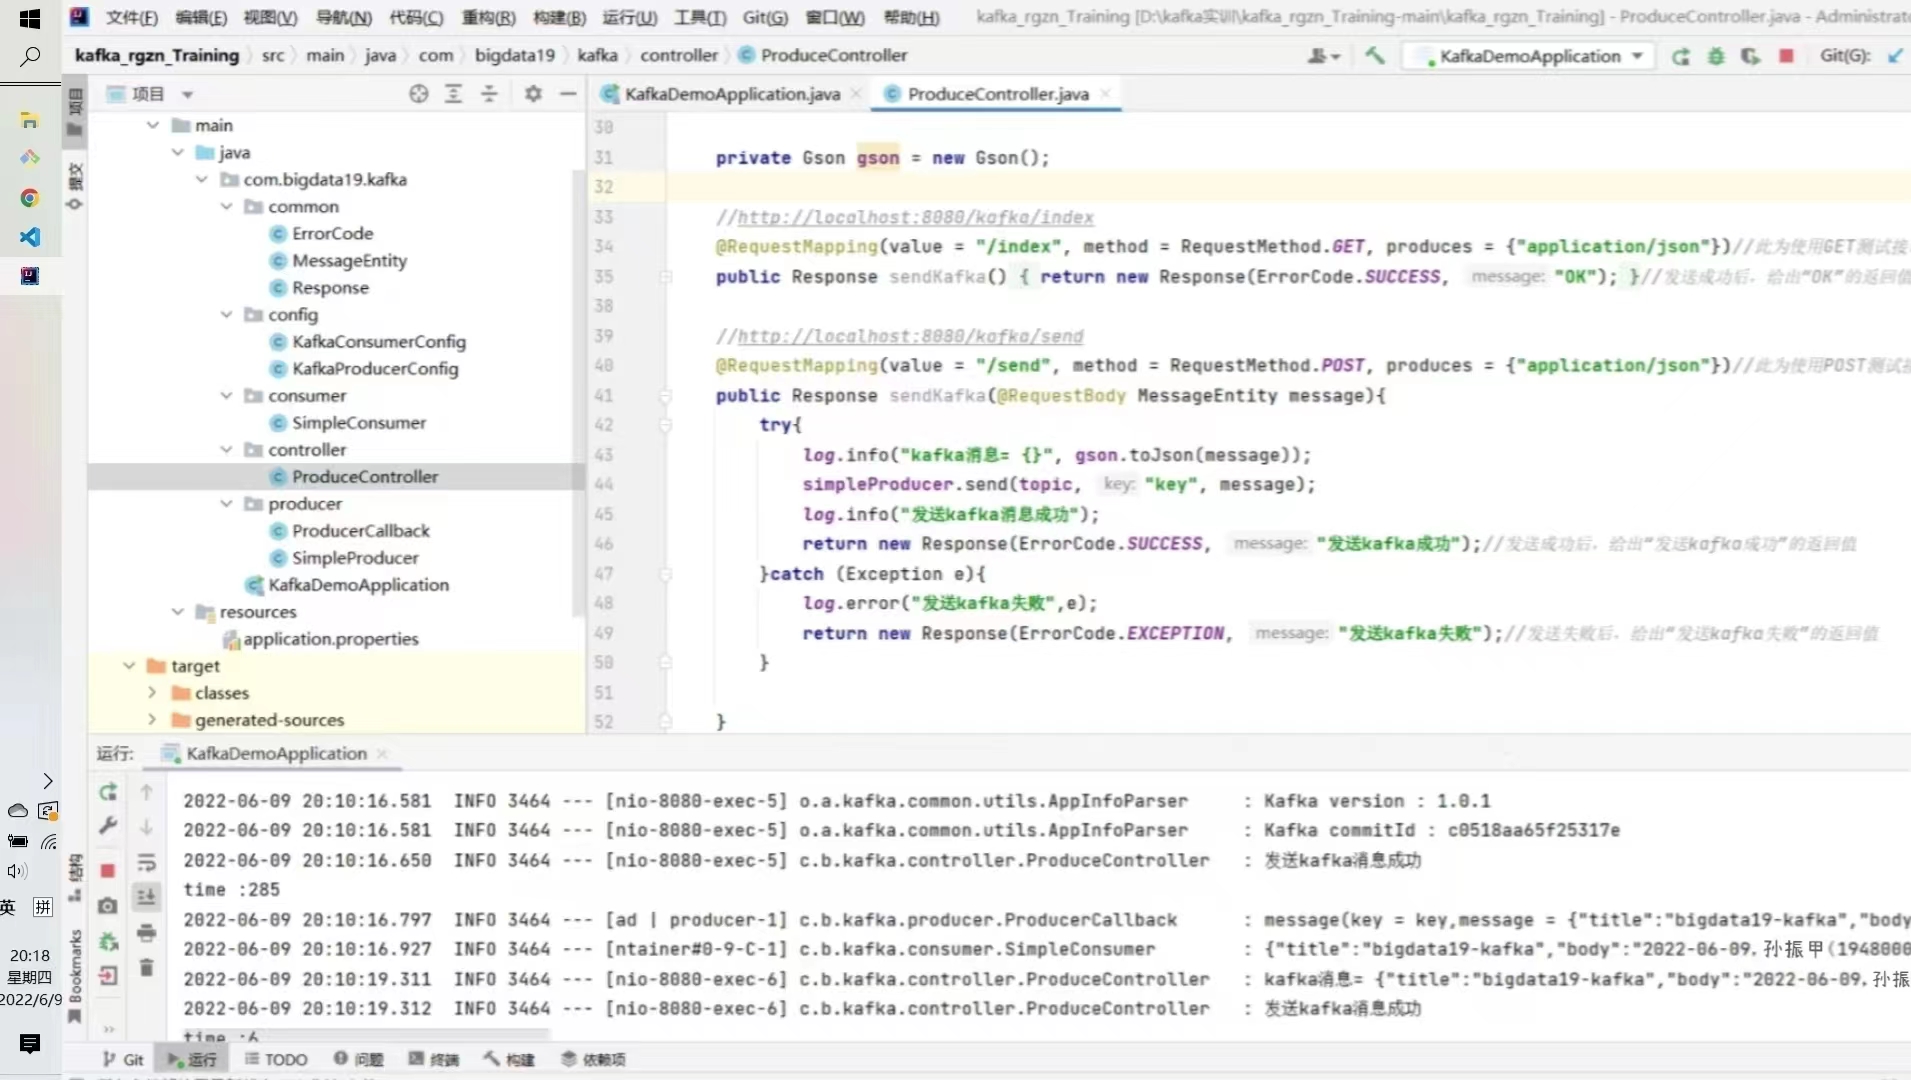 文件(F) 编辑(E) 视图(V) 导航(N) 代码(C) 重构(R) 构建(B) 运行(U) 工具(T) Git(G) 窗口(W) 帮助(H) kafka_rgzn_Training [D:\kafka实训\kafka_rgzn_Training-main\kafka_rgzn_Training] - ProduceController.java - Administrato
kafka_rgzn_Training src main java com bigdata19 kafka controller ProduceController KafkaDemoApplication Git(G):
项目
提交
项目
main
java
com.bigdata19.kafka
common
ErrorCode
MessageEntity
Response
config
KafkaConsumerConfig
KafkaProducerConfig
consumer
SimpleConsumer
controller
ProduceController
producer
ProducerCallback
SimpleProducer
KafkaDemoApplication
resources
application.properties
target
classes
generated-sources
KafkaDemoApplication.java ProduceController.java
30
31 private Gson gson = new Gson();
32
33 //http://localhost:8080/kafka/index
34 @RequestMapping(value = "/index", method = RequestMethod.GET, produces = {"application/json"})//此为使用GET测试接
35 public Response sendKafka() { return new Response(ErrorCode.SUCCESS, message: "OK"); }//发送成功后，给出“OK”的返回值
38
39 //http://localhost:8080/kafka/send
40 @RequestMapping(value = "/send", method = RequestMethod.POST, produces = {"application/json"})//此为使用POST测试接
41 public Response sendKafka(@RequestBody MessageEntity message){
42 try{
43 log.info("kafka消息= {}", gson.toJson(message));
44 simpleProducer.send(topic, key: "key", message);
45 log.info("发送kafka消息成功");
46 return new Response(ErrorCode.SUCCESS, message: "发送kafka成功");//发送成功后，给出“发送kafka成功”的返回值
47 }catch (Exception e){
48 log.error("发送kafka失败",e);
49 return new Response(ErrorCode.EXCEPTION, message: "发送kafka失败");//发送失败后，给出“发送kafka失败”的返回值
50 }
51
52 }
运行: KafkaDemoApplication
2022-06-09 20:10:16.581 INFO 3464 --- [nio-8080-exec-5] o.a.kafka.common.utils.AppInfoParser : Kafka version : 1.0.1
2022-06-09 20:10:16.581 INFO 3464 --- [nio-8080-exec-5] o.a.kafka.common.utils.AppInfoParser : Kafka commitId : c0518aa65f25317e
2022-06-09 20:10:16.650 INFO 3464 --- [nio-8080-exec-5] c.b.kafka.controller.ProduceController : 发送kafka消息成功
time :285
2022-06-09 20:10:16.797 INFO 3464 --- [ad | producer-1] c.b.kafka.producer.ProducerCallback : message(key = key,message = {"title":"bigdata19-kafka","body
2022-06-09 20:10:16.927 INFO 3464 --- [ntainer#0-9-C-1] c.b.kafka.consumer.SimpleConsumer : {"title":"bigdata19-kafka","body":"2022-06-09，孙振甲(1948000
2022-06-09 20:10:19.311 INFO 3464 --- [nio-8080-exec-6] c.b.kafka.controller.ProduceController : kafka消息= {"title":"bigdata19-kafka","body":"2022-06-09，孙振
2022-06-09 20:10:19.312 INFO 3464 --- [nio-8080-exec-6] c.b.kafka.controller.ProduceController : 发送kafka消息成功
time :6
结构
Bookmarks
Git 运行 TODO 问题 终端 构建 依赖项
英 拼
20:18
星期四
2022/6/9